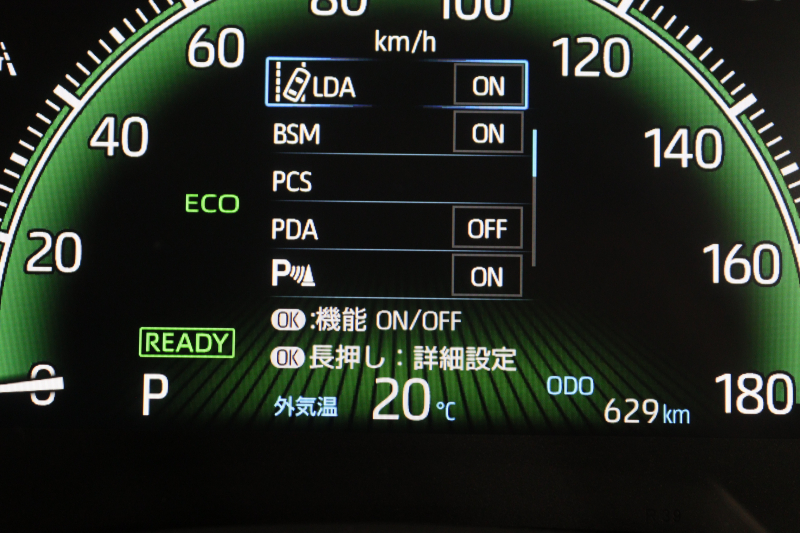 80 100
km/h
60 120
LDA ON
40 BSM ON 140
PCS
ECO
PDA OFF
20 P ON 160
OK:機能 ON/OFF
READY
OK長押し：詳細設定
0 P 外気温 20℃ ODO 629km 180